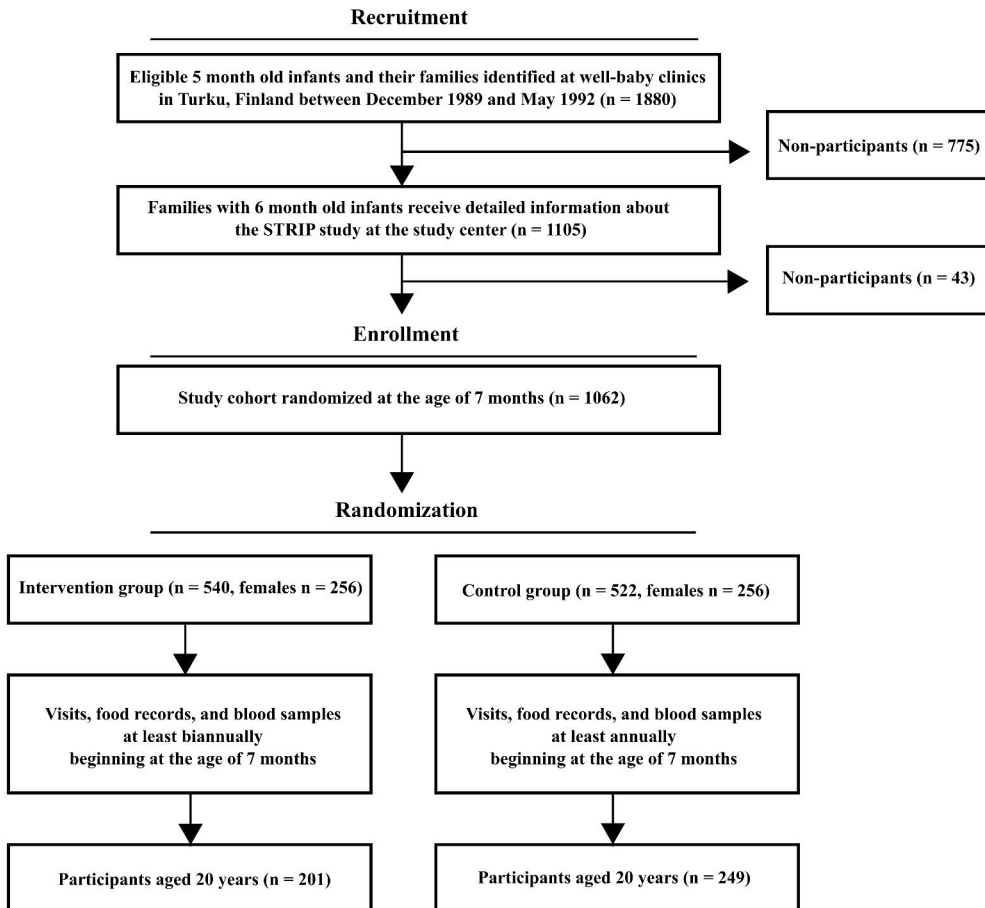 Recruitment
Eligible 5 month old infants and their families identified at well-baby clinics
in Turku, Finland between December 1989 and May 1992 (n = 1880)
Non-participants (n = 775)
Families with 6 month old infants receive detailed information about
the STRIP study at the study center (n = 1105)
Non-participants (n = 43)
Enrollment
Study cohort randomized at the age of 7 months (n = 1062)
Randomization
Intervention group (n = 540, females n = 256)
Control group (n = 522, females n = 256)
Visits, food records, and blood samples
at least biannually
beginning at the age of 7 months
Visits, food records, and blood samples
at least annually
beginning at the age of 7 months
Participants aged 20 years (n = 201)
Participants aged 20 years (n = 249)